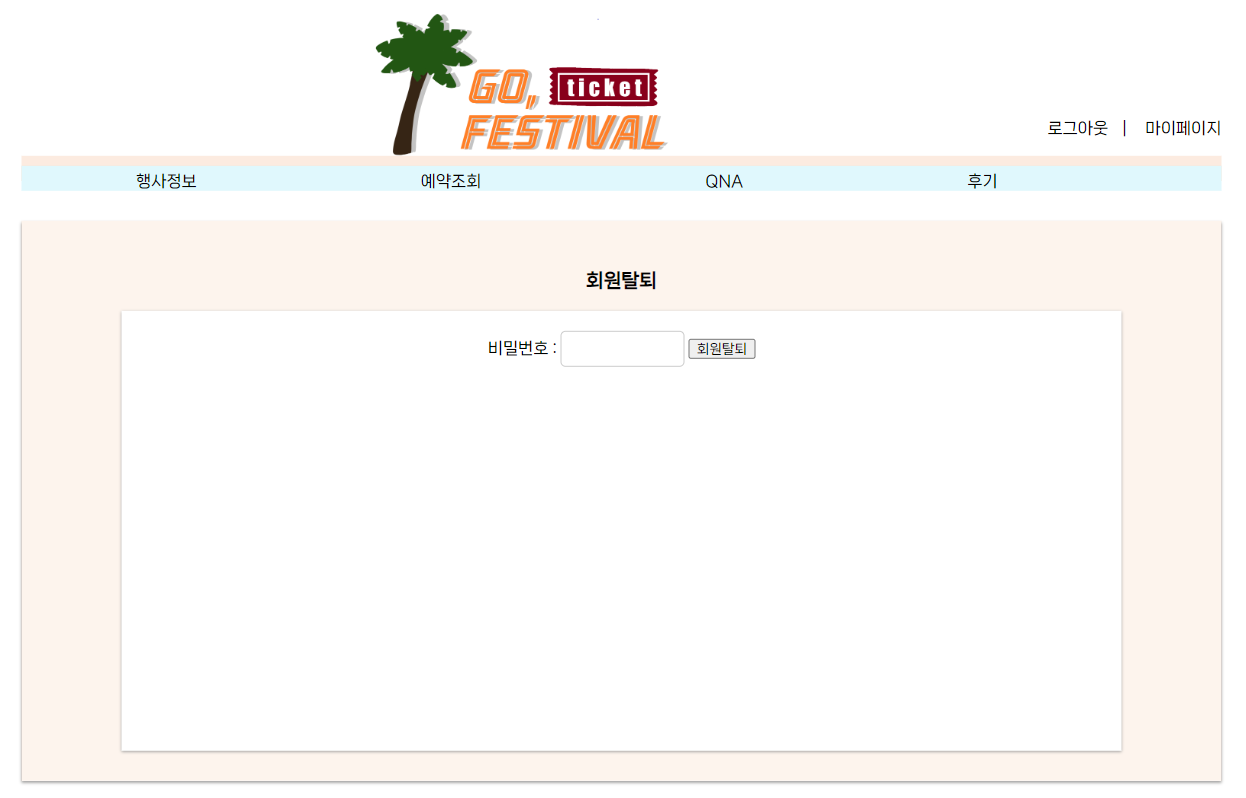 GO, ticket
FESTIVAL
로그아웃 | 마이페이지
행사정보 예약조회 QNA 후기
회원탈퇴
비밀번호 : 회원탈퇴